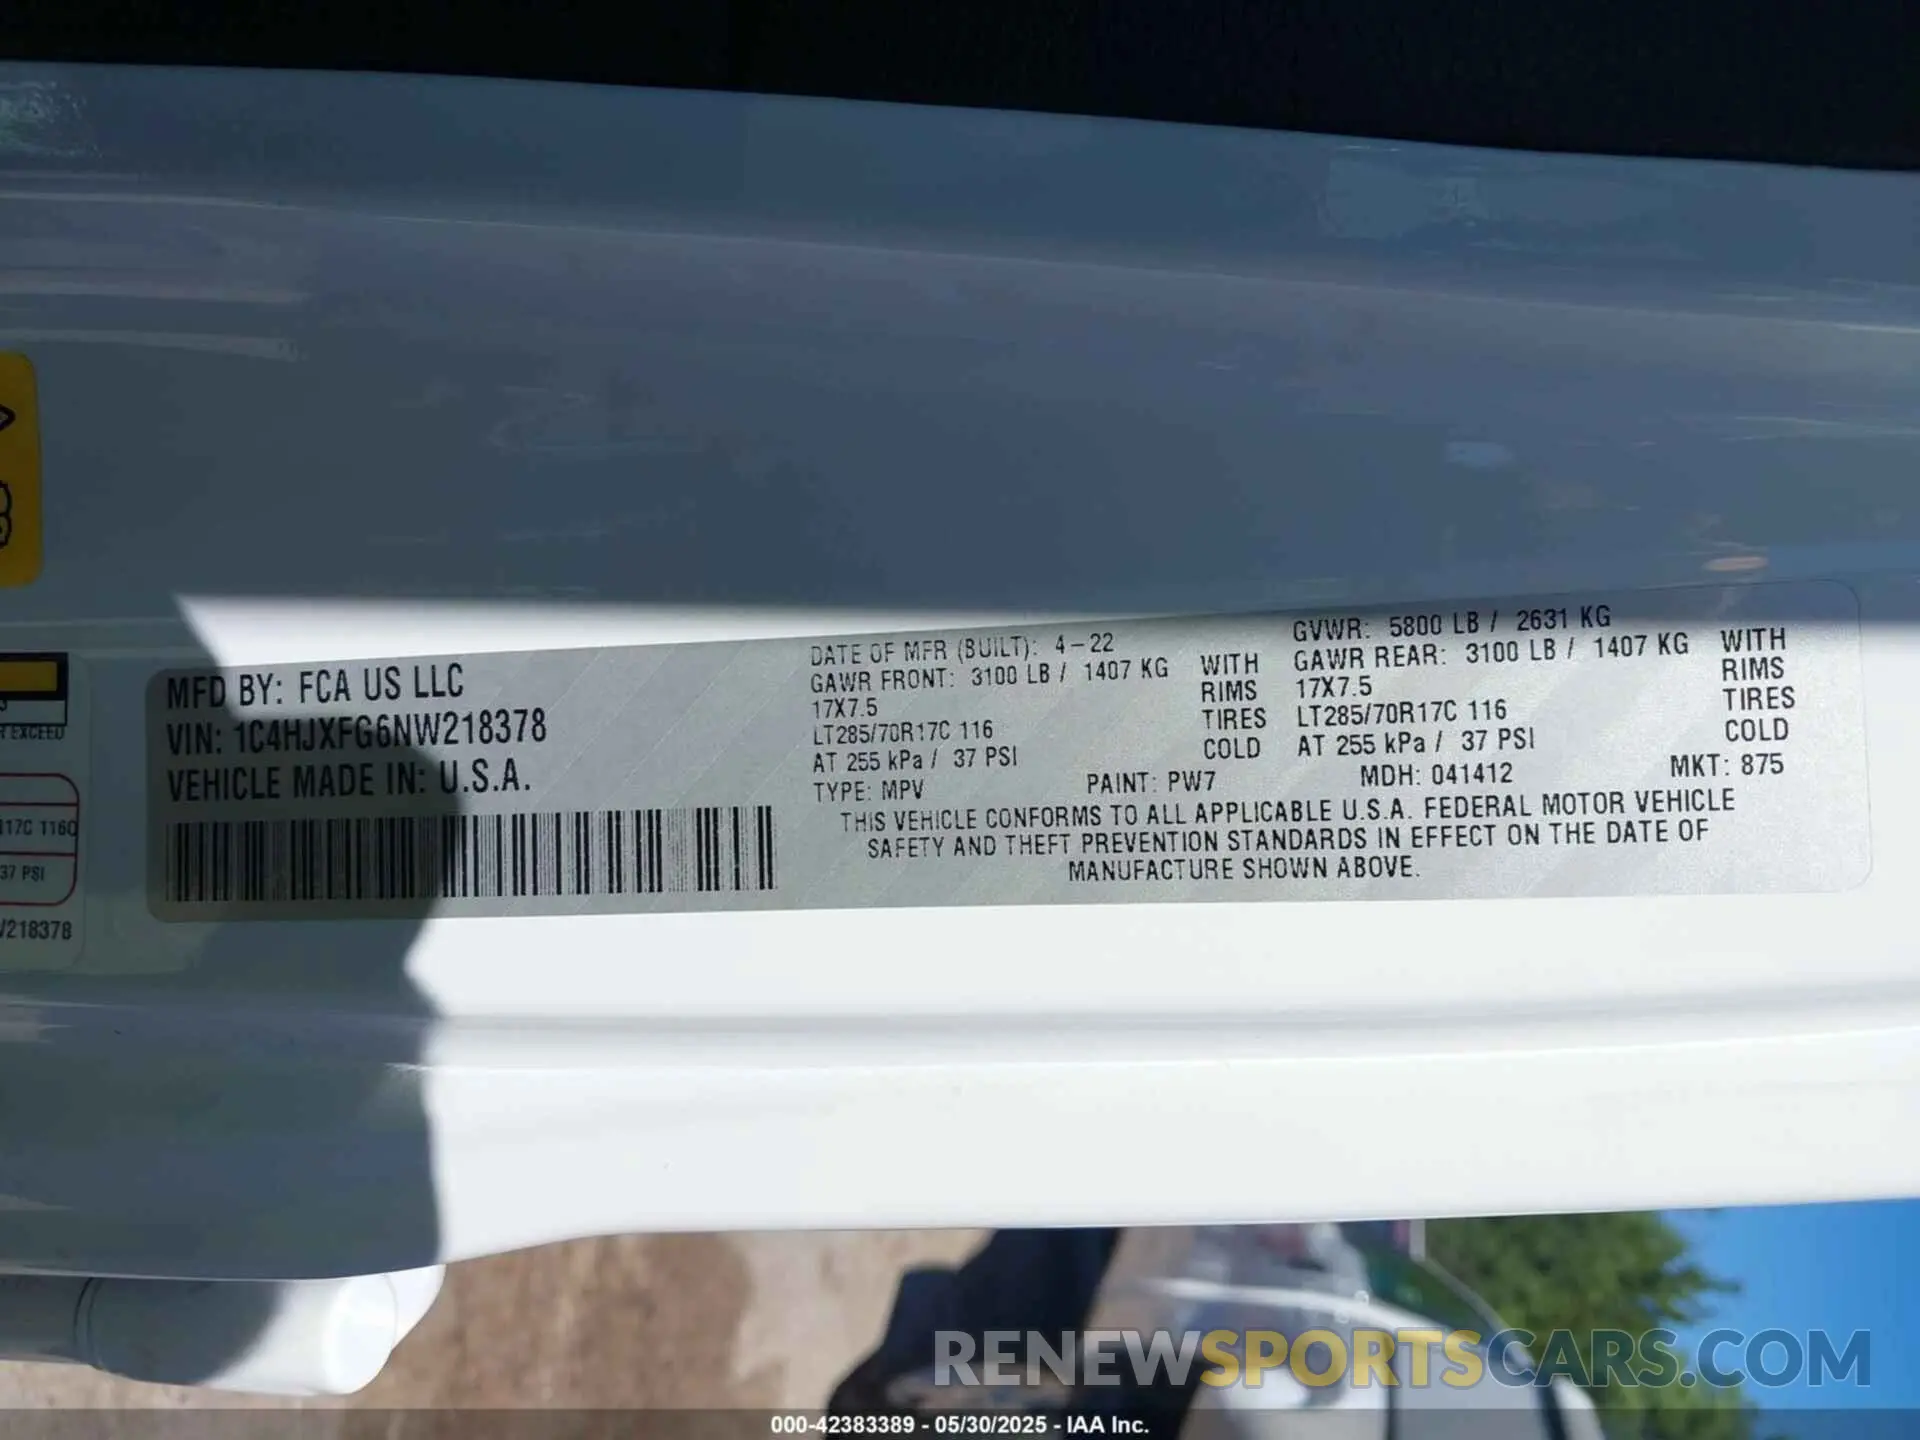 MFD BY: FCA US LLC
VIN: 1C4HJXFG6NW218378
VEHICLE MADE IN: U.S.A.
DATE OF MFR (BUILT): 4-22
GAWR FRONT: 3100 LB / 1407 KG WITH
17X7.5 RIMS
LT285/70R17C 116 TIRES
AT 255 kPa / 37 PSI COLD
GVWR: 5800 LB / 2631 KG
GAWR REAR: 3100 LB / 1407 KG WITH
17X7.5 RIMS
LT285/70R17C 116 TIRES
AT 255 kPa / 37 PSI COLD
TYPE: MPV PAINT: PW7 MDH: 041412 MKT: 875
THIS VEHICLE CONFORMS TO ALL APPLICABLE U.S.A. FEDERAL MOTOR VEHICLE
SAFETY AND THEFT PREVENTION STANDARDS IN EFFECT ON THE DATE OF
MANUFACTURE SHOWN ABOVE.
EXCEED
17C 116Q
37 PSI
218378
RENEWSPORTSCARS.COM
000-42383389 - 05/30/2025 - IAA Inc.